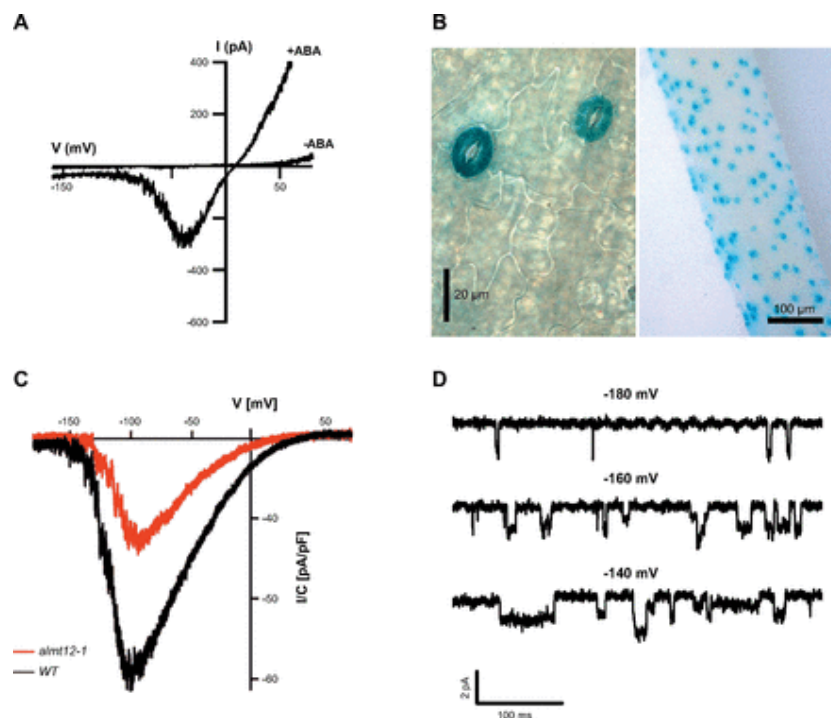 A
I (pA)
+ABA
400
200
V (mV)
-ABA
-150
50
-400
-600
B
20 µm
100 µm
C
V [mV]
-150
-100
-50
50
-40
-50
-60
I/C [pA/pF]
almt12-1
WT
D
-180 mV
-160 mV
-140 mV
2 pA
100 ms